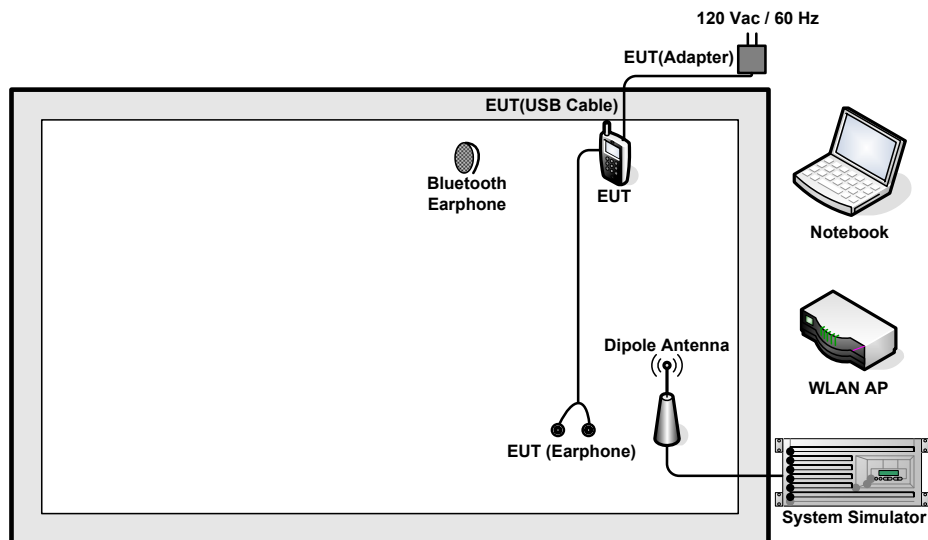 120 Vac / 60 Hz
EUT(Adapter)
EUT(USB Cable)
Bluetooth
Earphone
EUT
Notebook
Dipole Antenna
WLAN AP
EUT (Earphone)
System Simulator